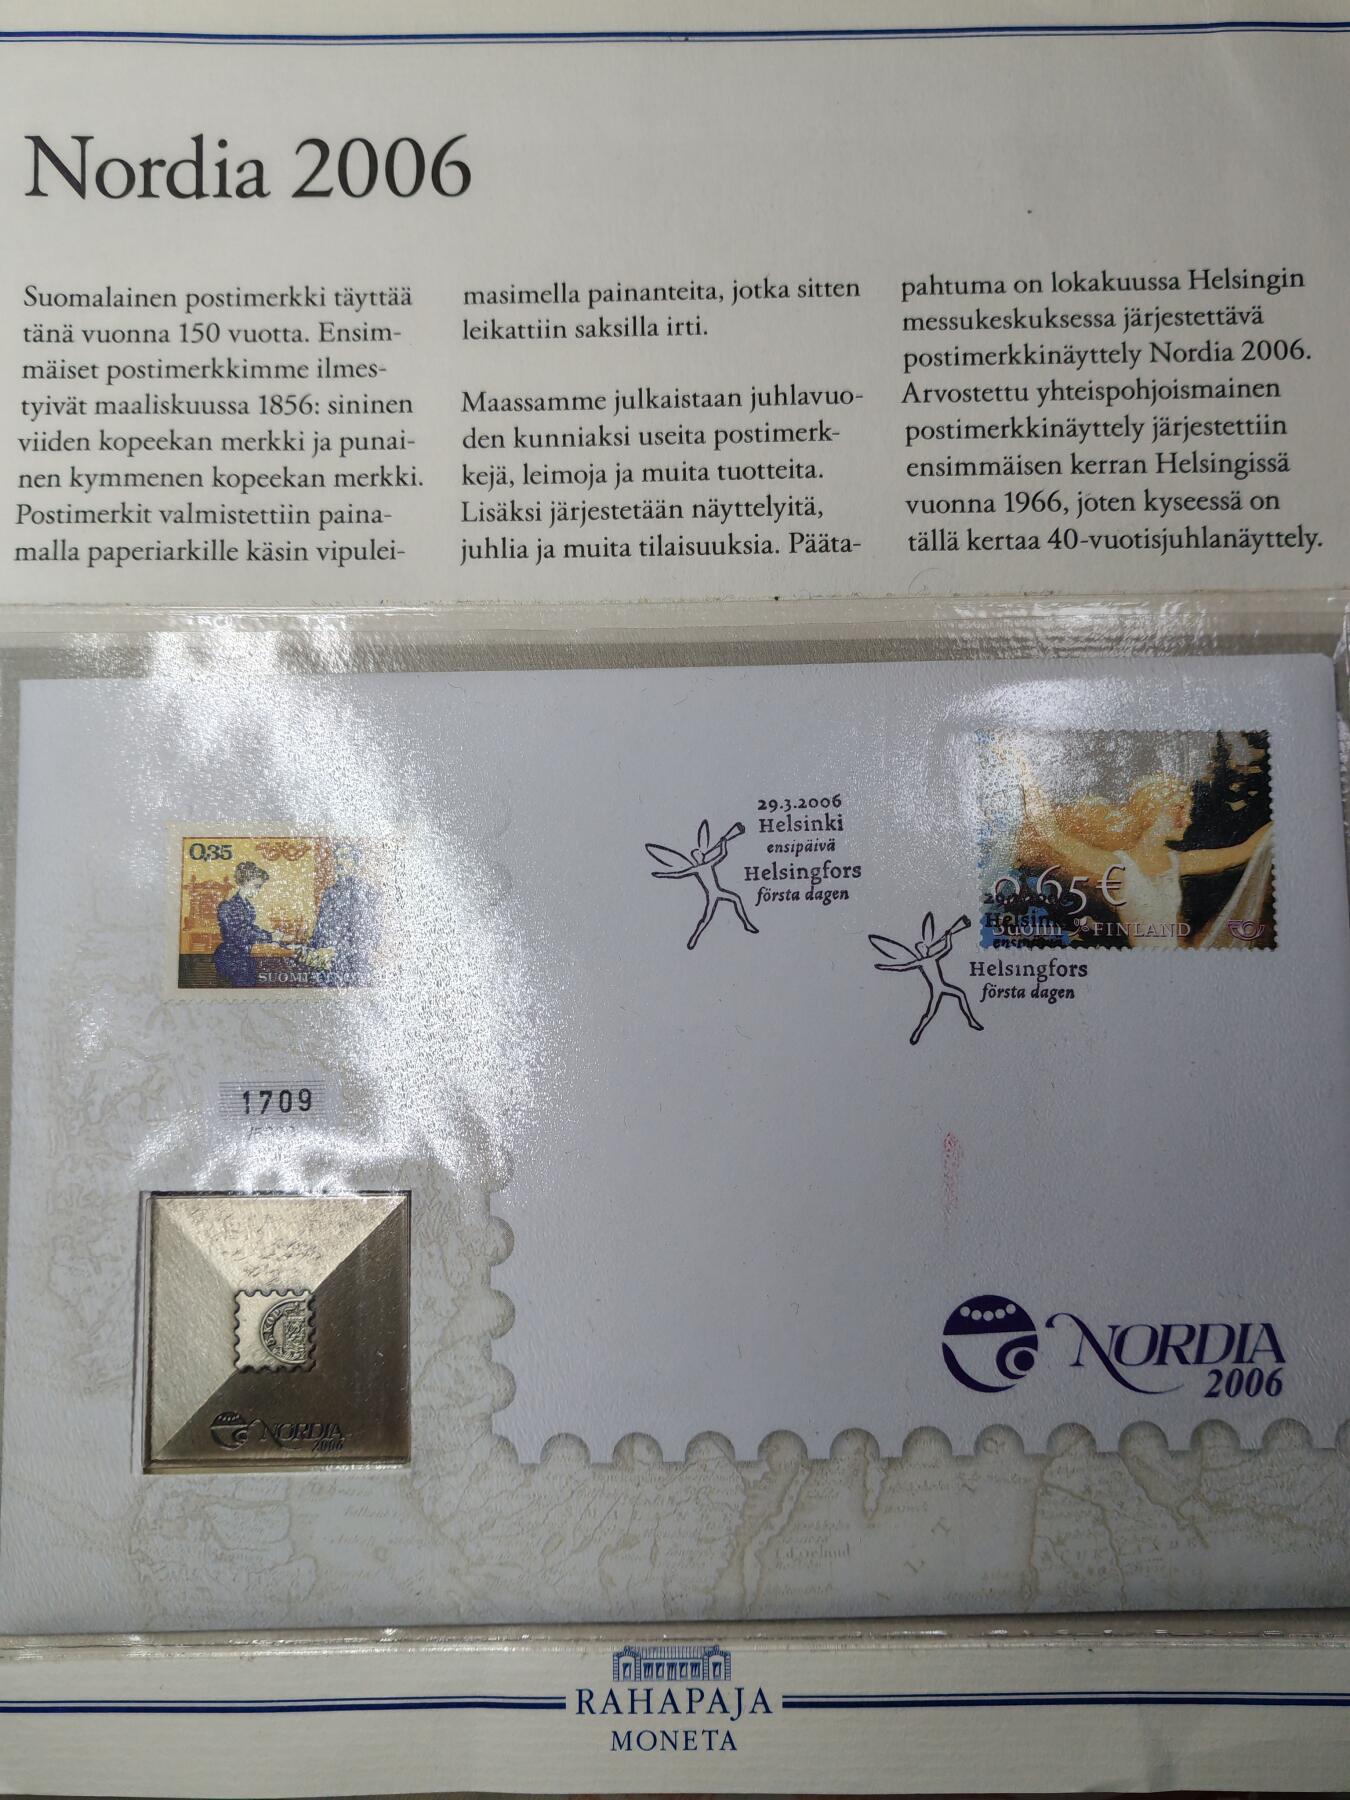 Nordia 2006
Suomalainen postimerkki täyttää
tänä vuonna 150 vuotta. Ensim-
mäiset postimerkkimme ilmes-
tyivät maaliskuussa 1856: sininen
viiden kopeekan merkki ja punai-
nen kymmenen kopeekan merkki.
Postimerkit valmistettiin paina-
malla paperiarkille käsin vipulei-
masimella painanteita, jotka sitten
leikattiin saksilla irti.
Maassamme julkaistaan juhlavuo-
den kunniaksi useita postimerk-
kejä, leimoja ja muita tuotteita.
Lisäksi järjestetään näyttelyitä,
juhlia ja muita tilaisuuksia. Pääta-
pahtuma on lokakuussa Helsingin
messukeskuksessa järjestettävä
postimerkkinäyttely Nordia 2006.
Arvostettu yhteispohjoismainen
postimerkkinäyttely järjestettiin
ensimmäisen kerran Helsingissä
vuonna 1966, joten kyseessä on
tällä kertaa 40-vuotisjuhlanäyttely.
0,35
SUOMI
29.3.2006
Helsinki
ensipäivä
Helsingfors
första dagen
0,65€
Suomi FINLAND
Helsinki
ensipäivä
Helsingfors
första dagen
1709
KOP
NORDIA
2006
NORDIA
2006
RAHAPAJA
MONETA